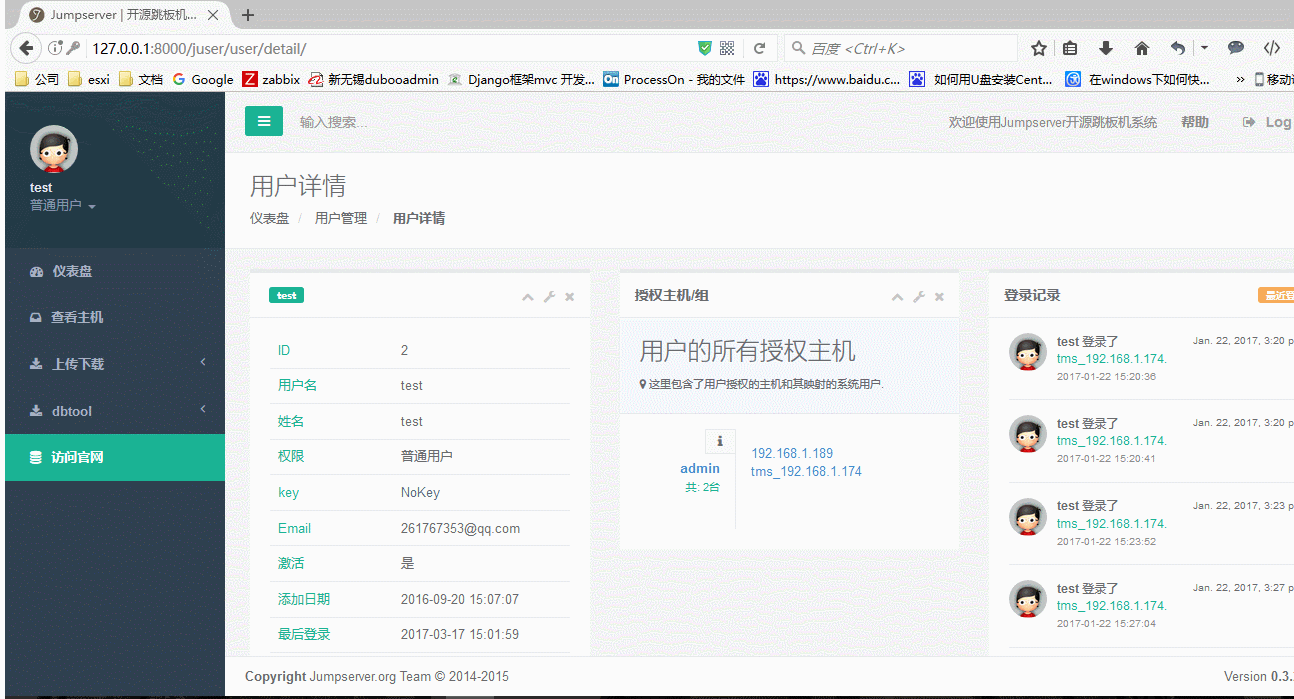 Jumpserver | 开源跳板机...
127.0.0.1:8000/juser/user/detail/
百度 <Ctrl+K>
公司 esxi 文档 Google zabbix 新无锡dubooadmin Django框架mvc 开发... ProcessOn - 我的文件 https://www.baidu.c... 如何用U盘安装Cent... 在windows下如何快... » 移动
输入搜索...
欢迎使用Jumpserver开源跳板机系统 帮助 Log
test
普通用户
仪表盘
查看主机
上传下载
dbtool
访问官网
用户详情
仪表盘 / 用户管理 / 用户详情
test
ID 2
用户名 test
姓名 test
权限 普通用户
key NoKey
Email 261767353@qq.com
激活 是
添加日期 2016-09-20 15:07:07
最后登录 2017-03-17 15:01:59
授权主机/组
用户的所有授权主机
这里包含了用户授权的主机和其映射的系统用户.
admin
共: 2台
192.168.1.189
tms_192.168.1.174
登录记录 最近登
test 登录了 Jan. 22, 2017, 3:20 p
tms_192.168.1.174.
2017-01-22 15:20:36
test 登录了 Jan. 22, 2017, 3:20 p
tms_192.168.1.174.
2017-01-22 15:20:41
test 登录了 Jan. 22, 2017, 3:23 p
tms_192.168.1.174.
2017-01-22 15:23:52
test 登录了 Jan. 22, 2017, 3:27 p
tms_192.168.1.174.
2017-01-22 15:27:04
Copyright Jumpserver.org Team © 2014-2015
Version 0.3.